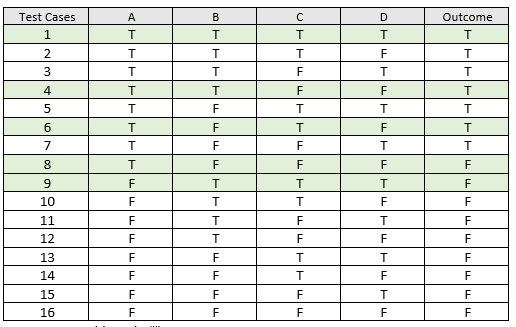 Test Cases A B C D Outcome
1 T T T T T
2 T T T F T
3 T T F T T
4 T T F F T
5 T F T T T
6 T F T F T
7 T F F T T
8 T F F F F
9 F T T T F
10 F T T F F
11 F T F T F
12 F T F F F
13 F F T T F
14 F F T F F
15 F F F T F
16 F F F F F